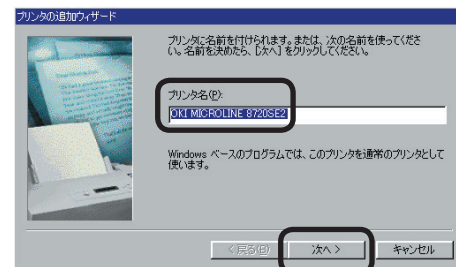 プリンタの追加ウィザード
プリンタに名前を付けられます。または、次の名前を使ってくださ
い。名前を決めたら、[次へ] をクリックしてください。
プリンタ名(P):
OKI MICROLINE 8720SE2
Windows ベースのプログラムでは、このプリンタを通常のプリンタとして
使います。
< 戻る(B) 次へ > キャンセル